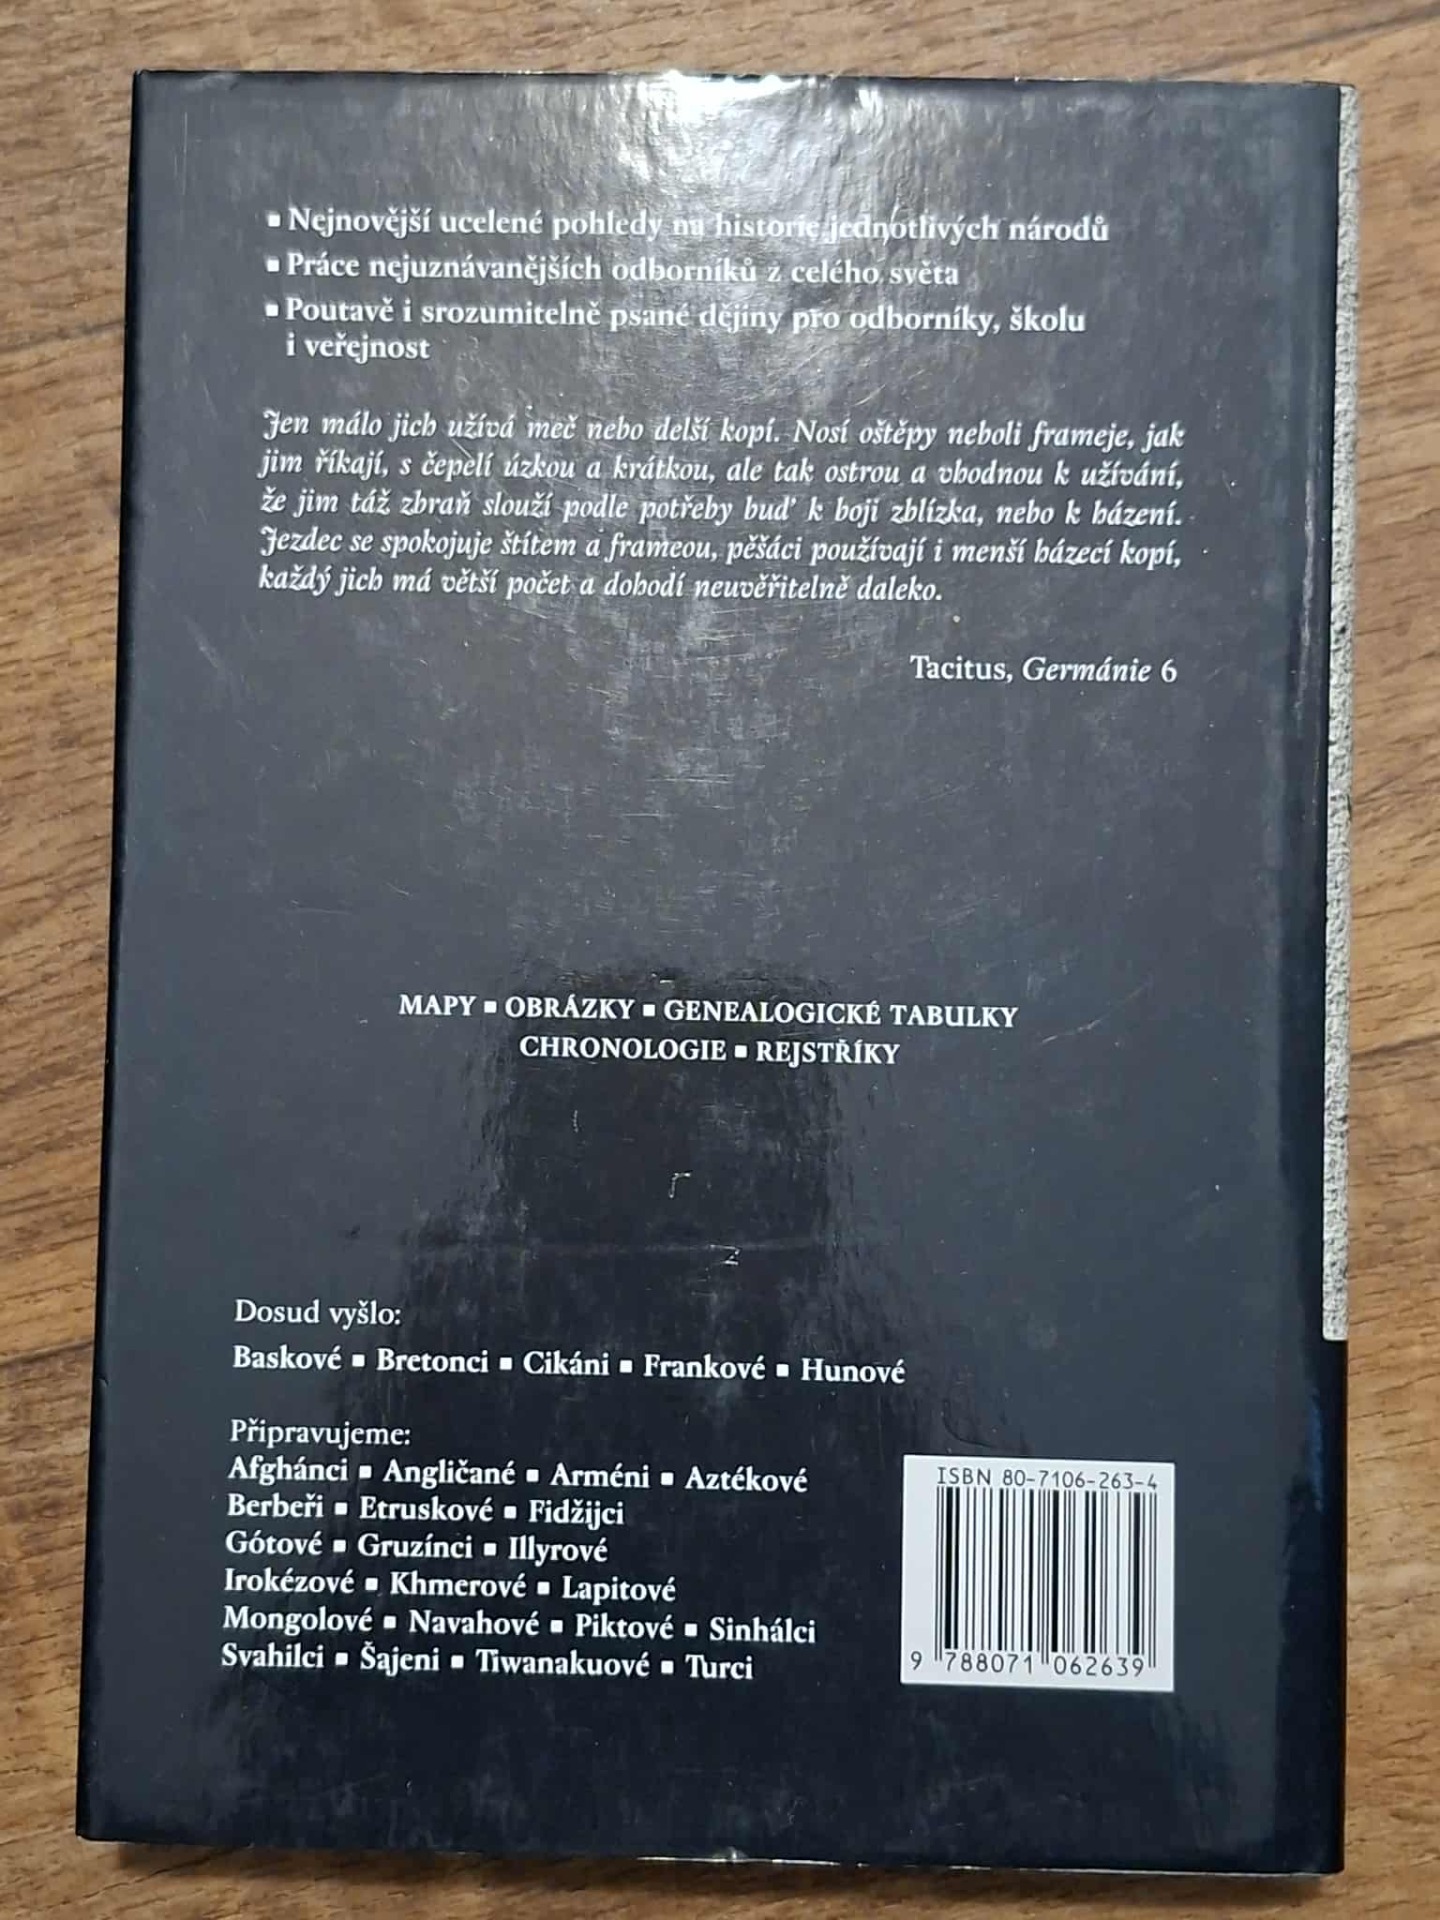 ▪ Nejnovější ucelené pohledy na historie jednotlivých národů
▪ Práce nejuznávanějších odborníků z celého světa
▪ Poutavě i srozumitelně psané dějiny pro odborníky, školu
i veřejnost
Jen málo jich užívá meč nebo delší kopí. Nosí oštěpy neboli frameje, jak
jim říkají, s čepelí úzkou a krátkou, ale tak ostrou a vhodnou k užívání,
že jim táž zbraň slouží podle potřeby buď k boji zblízka, nebo k házení.
Jezdec se spokojuje štítem a frameou, pěšáci používají i menší házecí kopí,
každý jich má větší počet a dohodí neuvěřitelně daleko.
Tacitus, Germánie 6
MAPY ▪ OBRÁZKY ▪ GENEALOGICKÉ TABULKY
CHRONOLOGIE ▪ REJSTŘÍKY
Dosud vyšlo:
Baskové ▪ Bretonci ▪ Cikáni ▪ Frankové ▪ Hunové
Připravujeme:
Afghánci ▪ Angličané ▪ Arméni ▪ Aztékové
Berbeři ▪ Etruskové ▪ Fidžijci
Gótové ▪ Gruzínci ▪ Illyrové
Irokézové ▪ Khmerové ▪ Lapitové
Mongolové ▪ Navahové ▪ Piktové ▪ Sinhálci
Svahilci ▪ Šajeni ▪ Tiwanakuové ▪ Turci
ISBN 80-7106-263-4
9 788071 062639